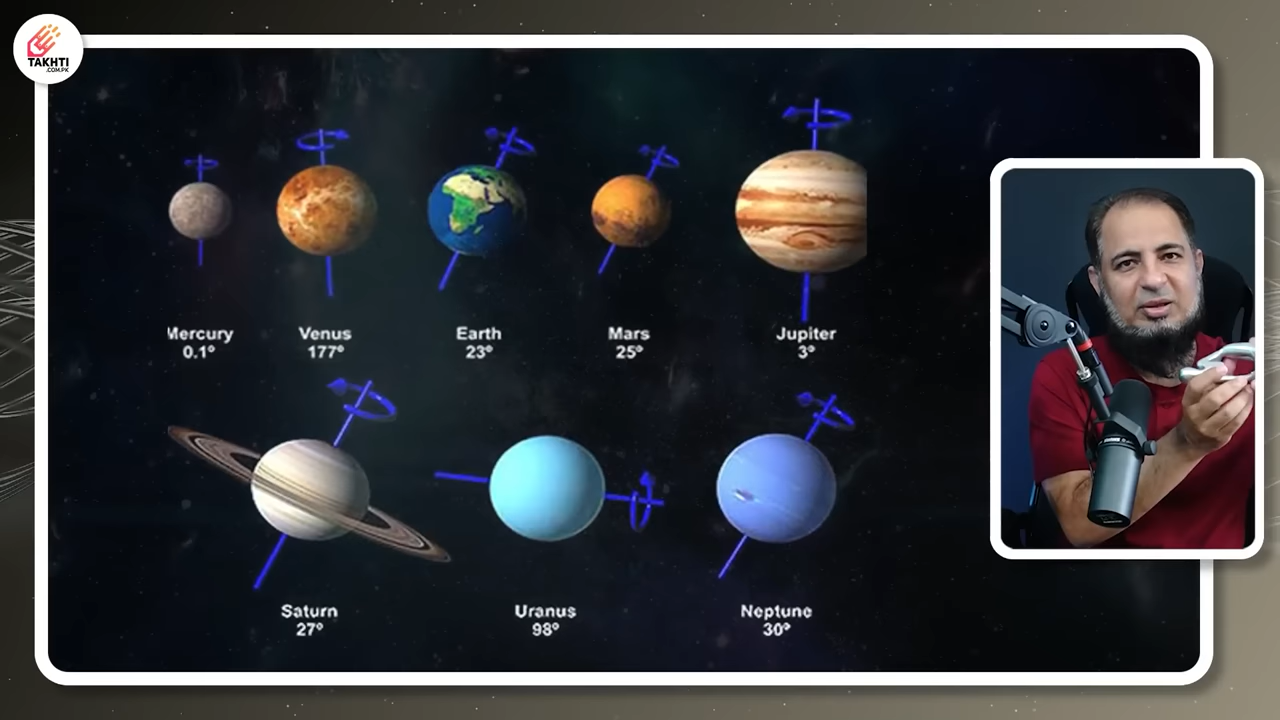 TAKHTI
.COM.PK
Mercury
0.1°
Venus
177°
Earth
23°
Mars
25°
Jupiter
3°
Saturn
27°
Uranus
98°
Neptune
30°